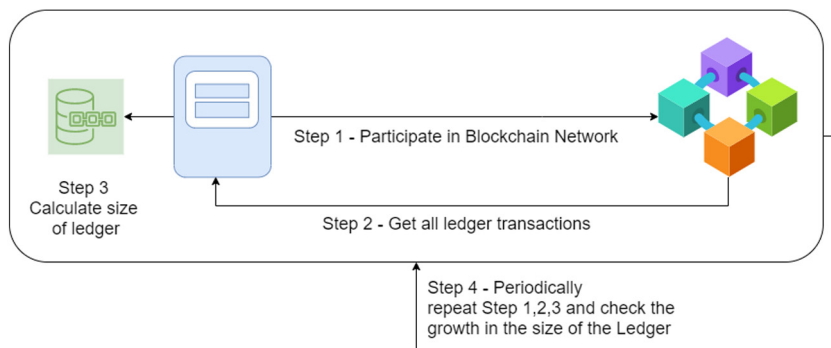 Step 1 - Participate in Blockchain Network
Step 3
Calculate size
of ledger
Step 2 - Get all ledger transactions
Step 4 - Periodically
repeat Step 1,2,3 and check the
growth in the size of the Ledger